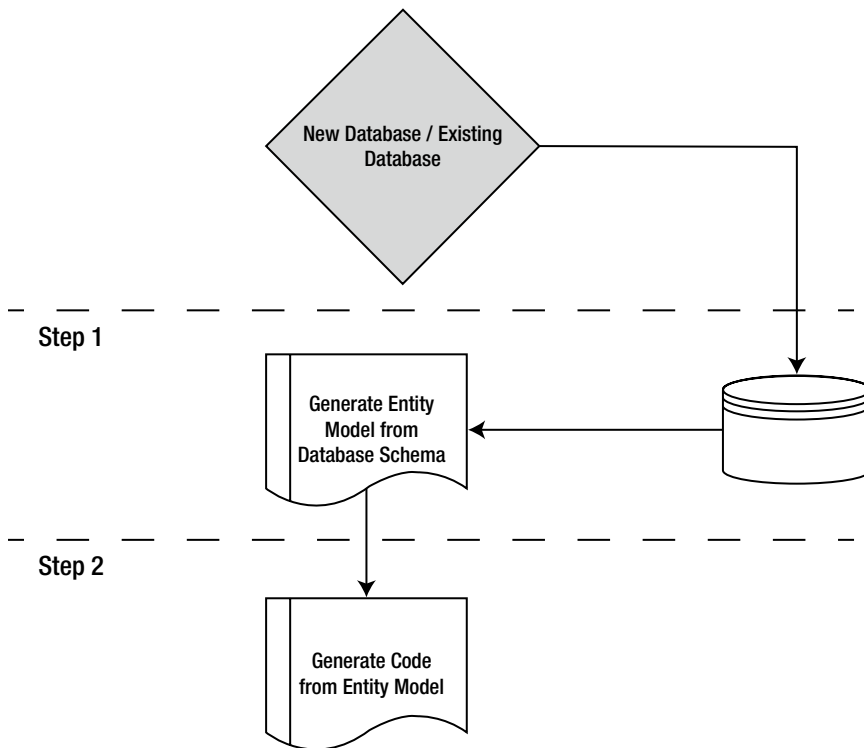 New Database / Existing
Database
Step 1
Generate Entity
Model from
Database Schema
Step 2
Generate Code
from Entity Model